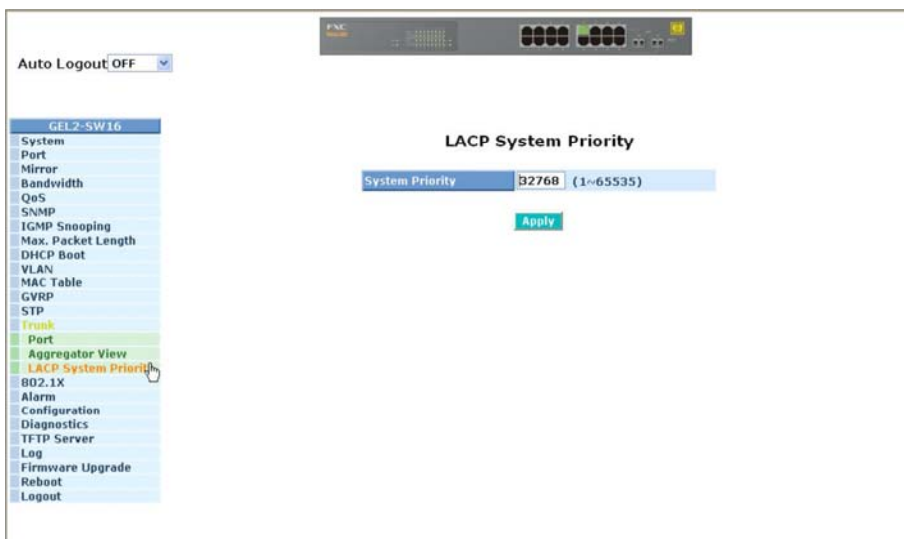 FXC
Auto Logout OFF
GEL2-SW16
System
Port
Mirror
Bandwidth
QoS
SNMP
IGMP Snooping
Max. Packet Length
DHCP Boot
VLAN
MAC Table
GVRP
STP
Trunk
Port
Aggregator View
LACP System Priority
802.1X
Alarm
Configuration
Diagnostics
TFTP Server
Log
Firmware Upgrade
Reboot
Logout
LACP System Priority
System Priority 32768 (1~65535)
Apply